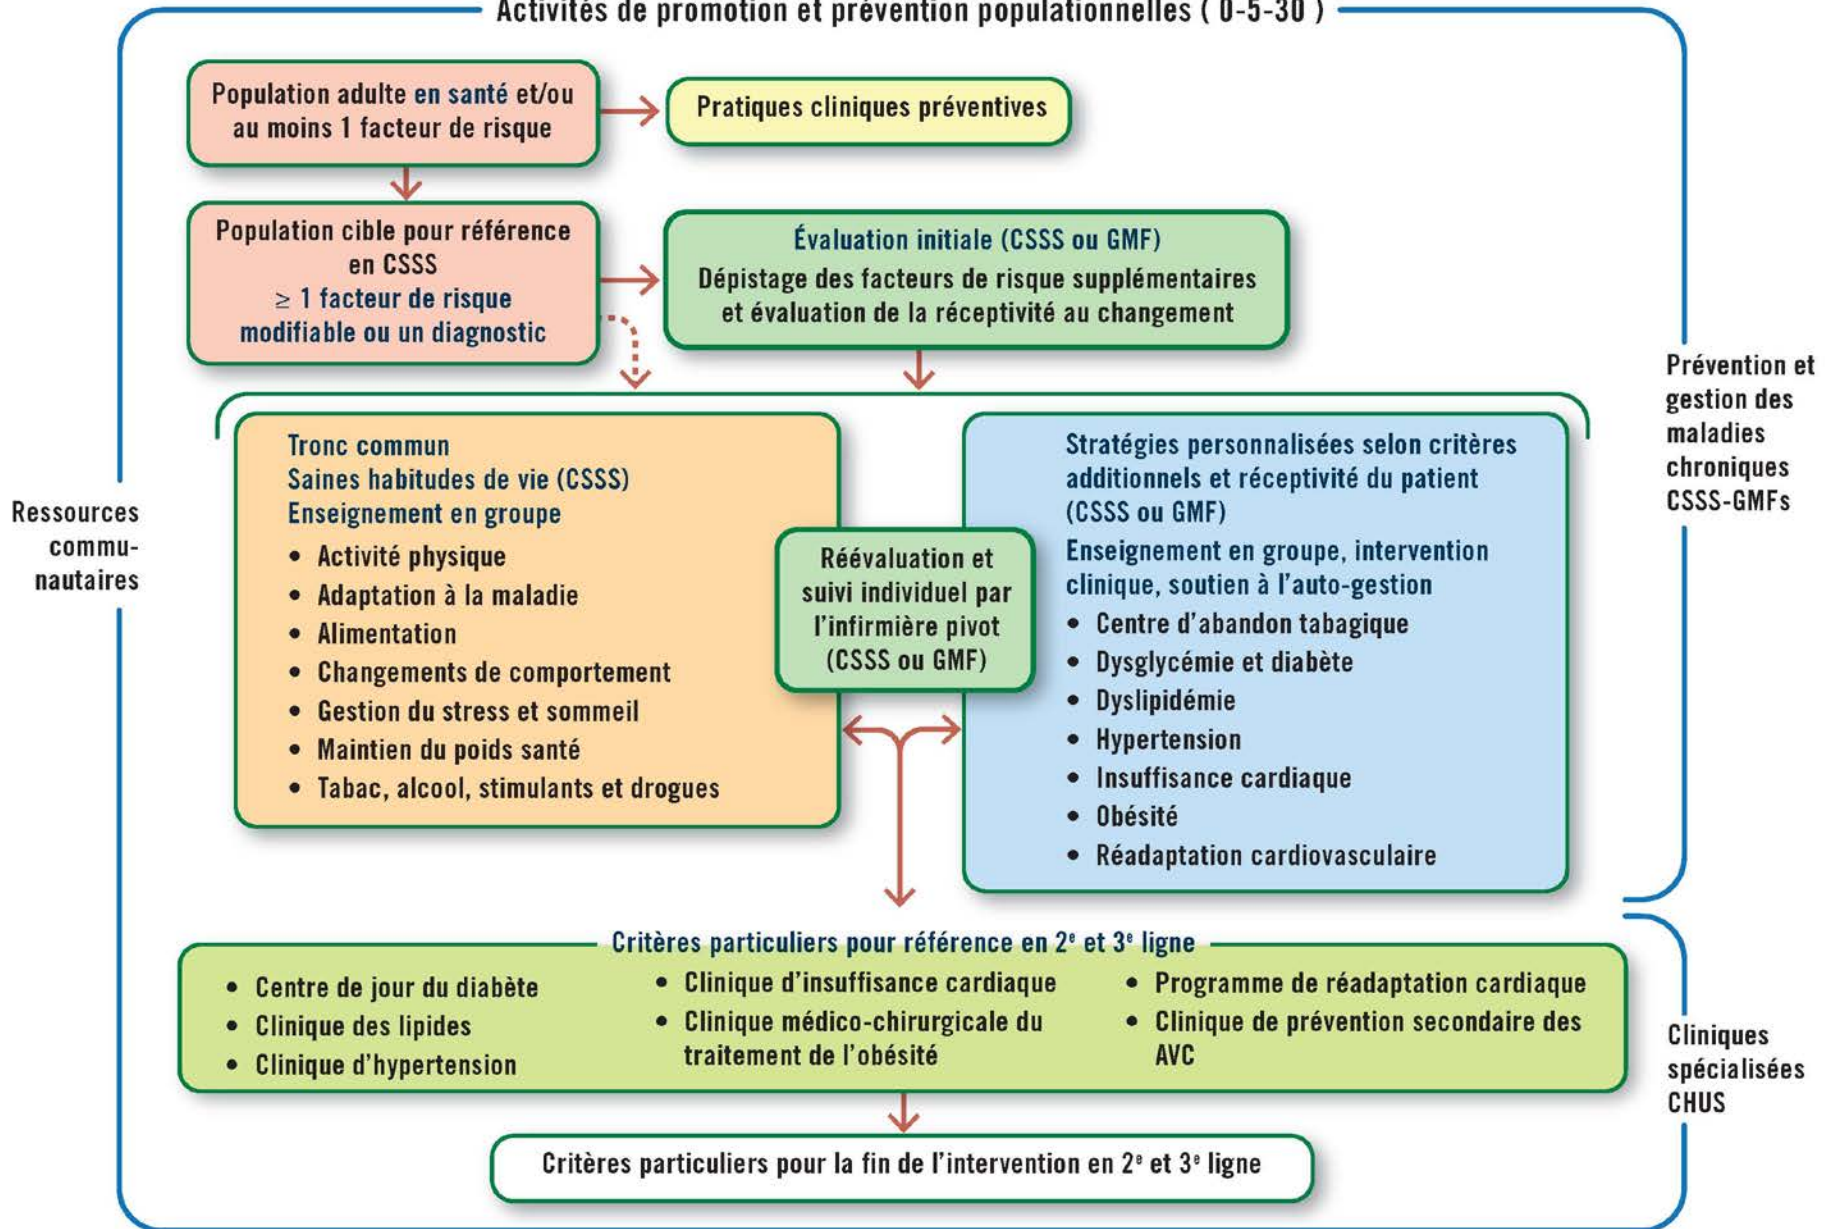 Activités de promotion et prévention populationnelles ( 0-5-30 )
Population adulte en santé et/ou
au moins 1 facteur de risque
Pratiques cliniques préventives
Population cible pour référence
en CSSS
≥ 1 facteur de risque
modifiable ou un diagnostic
Évaluation initiale (CSSS ou GMF)
Dépistage des facteurs de risque supplémentaires
et évaluation de la réceptivité au changement
Prévention et
gestion des
maladies
chroniques
CSSS-GMFs
Ressources
commu-
nautaires
Tronc commun
Saines habitudes de vie (CSSS)
Enseignement en groupe
• Activité physique
• Adaptation à la maladie
• Alimentation
• Changements de comportement
• Gestion du stress et sommeil
• Maintien du poids santé
• Tabac, alcool, stimulants et drogues
Réévaluation et
suivi individuel par
l'infirmière pivot
(CSSS ou GMF)
Stratégies personnalisées selon critères
additionnels et réceptivité du patient
(CSSS ou GMF)
Enseignement en groupe, intervention
clinique, soutien à l'auto-gestion
• Centre d'abandon tabagique
• Dysglycémie et diabète
• Dyslipidémie
• Hypertension
• Insuffisance cardiaque
• Obésité
• Réadaptation cardiovasculaire
Critères particuliers pour référence en 2e et 3e ligne
• Centre de jour du diabète
• Clinique des lipides
• Clinique d'hypertension
• Clinique d'insuffisance cardiaque
• Clinique médico-chirurgicale du
traitement de l'obésité
• Programme de réadaptation cardiaque
• Clinique de prévention secondaire des
AVC
Cliniques
spécialisées
CHUS
Critères particuliers pour la fin de l'intervention en 2e et 3e ligne